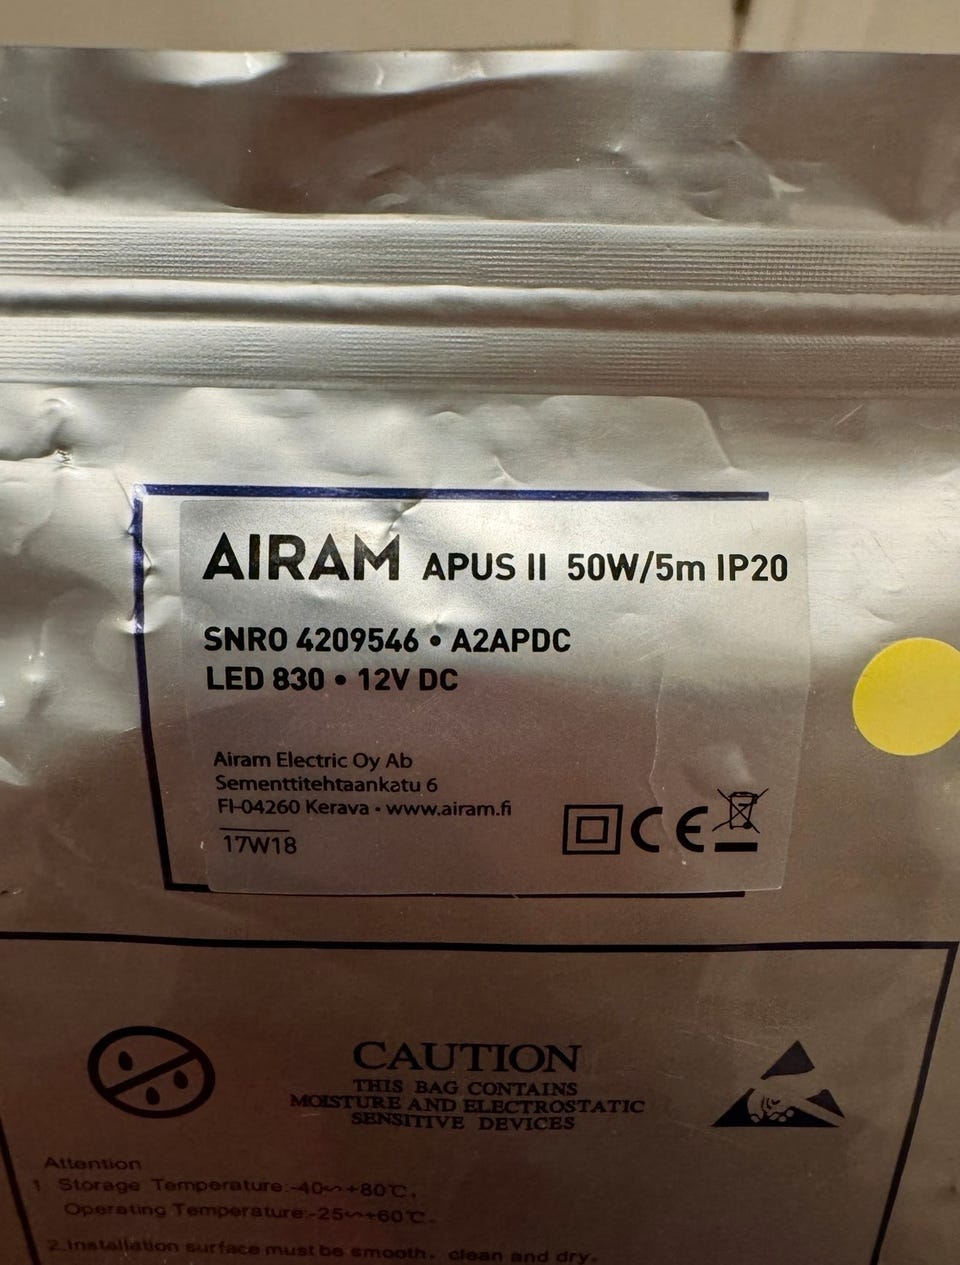 AIRAM APUS II 50W/5m IP20
SNRO 4209546 • A2APDC
LED 830 • 12V DC
Airam Electric Oy Ab
Sementtitehtaankatu 6
FI-04260 Kerava • www.airam.fi
17W18
CE
CAUTION
THIS BAG CONTAINS
MOISTURE AND ELECTROSTATIC
SENSITIVE DEVICES
Attention
1. Storage Temperature:-40~+80℃.
Operating Temperature:-25~+60℃.
2.Installation surface must be smooth, clean and dry.